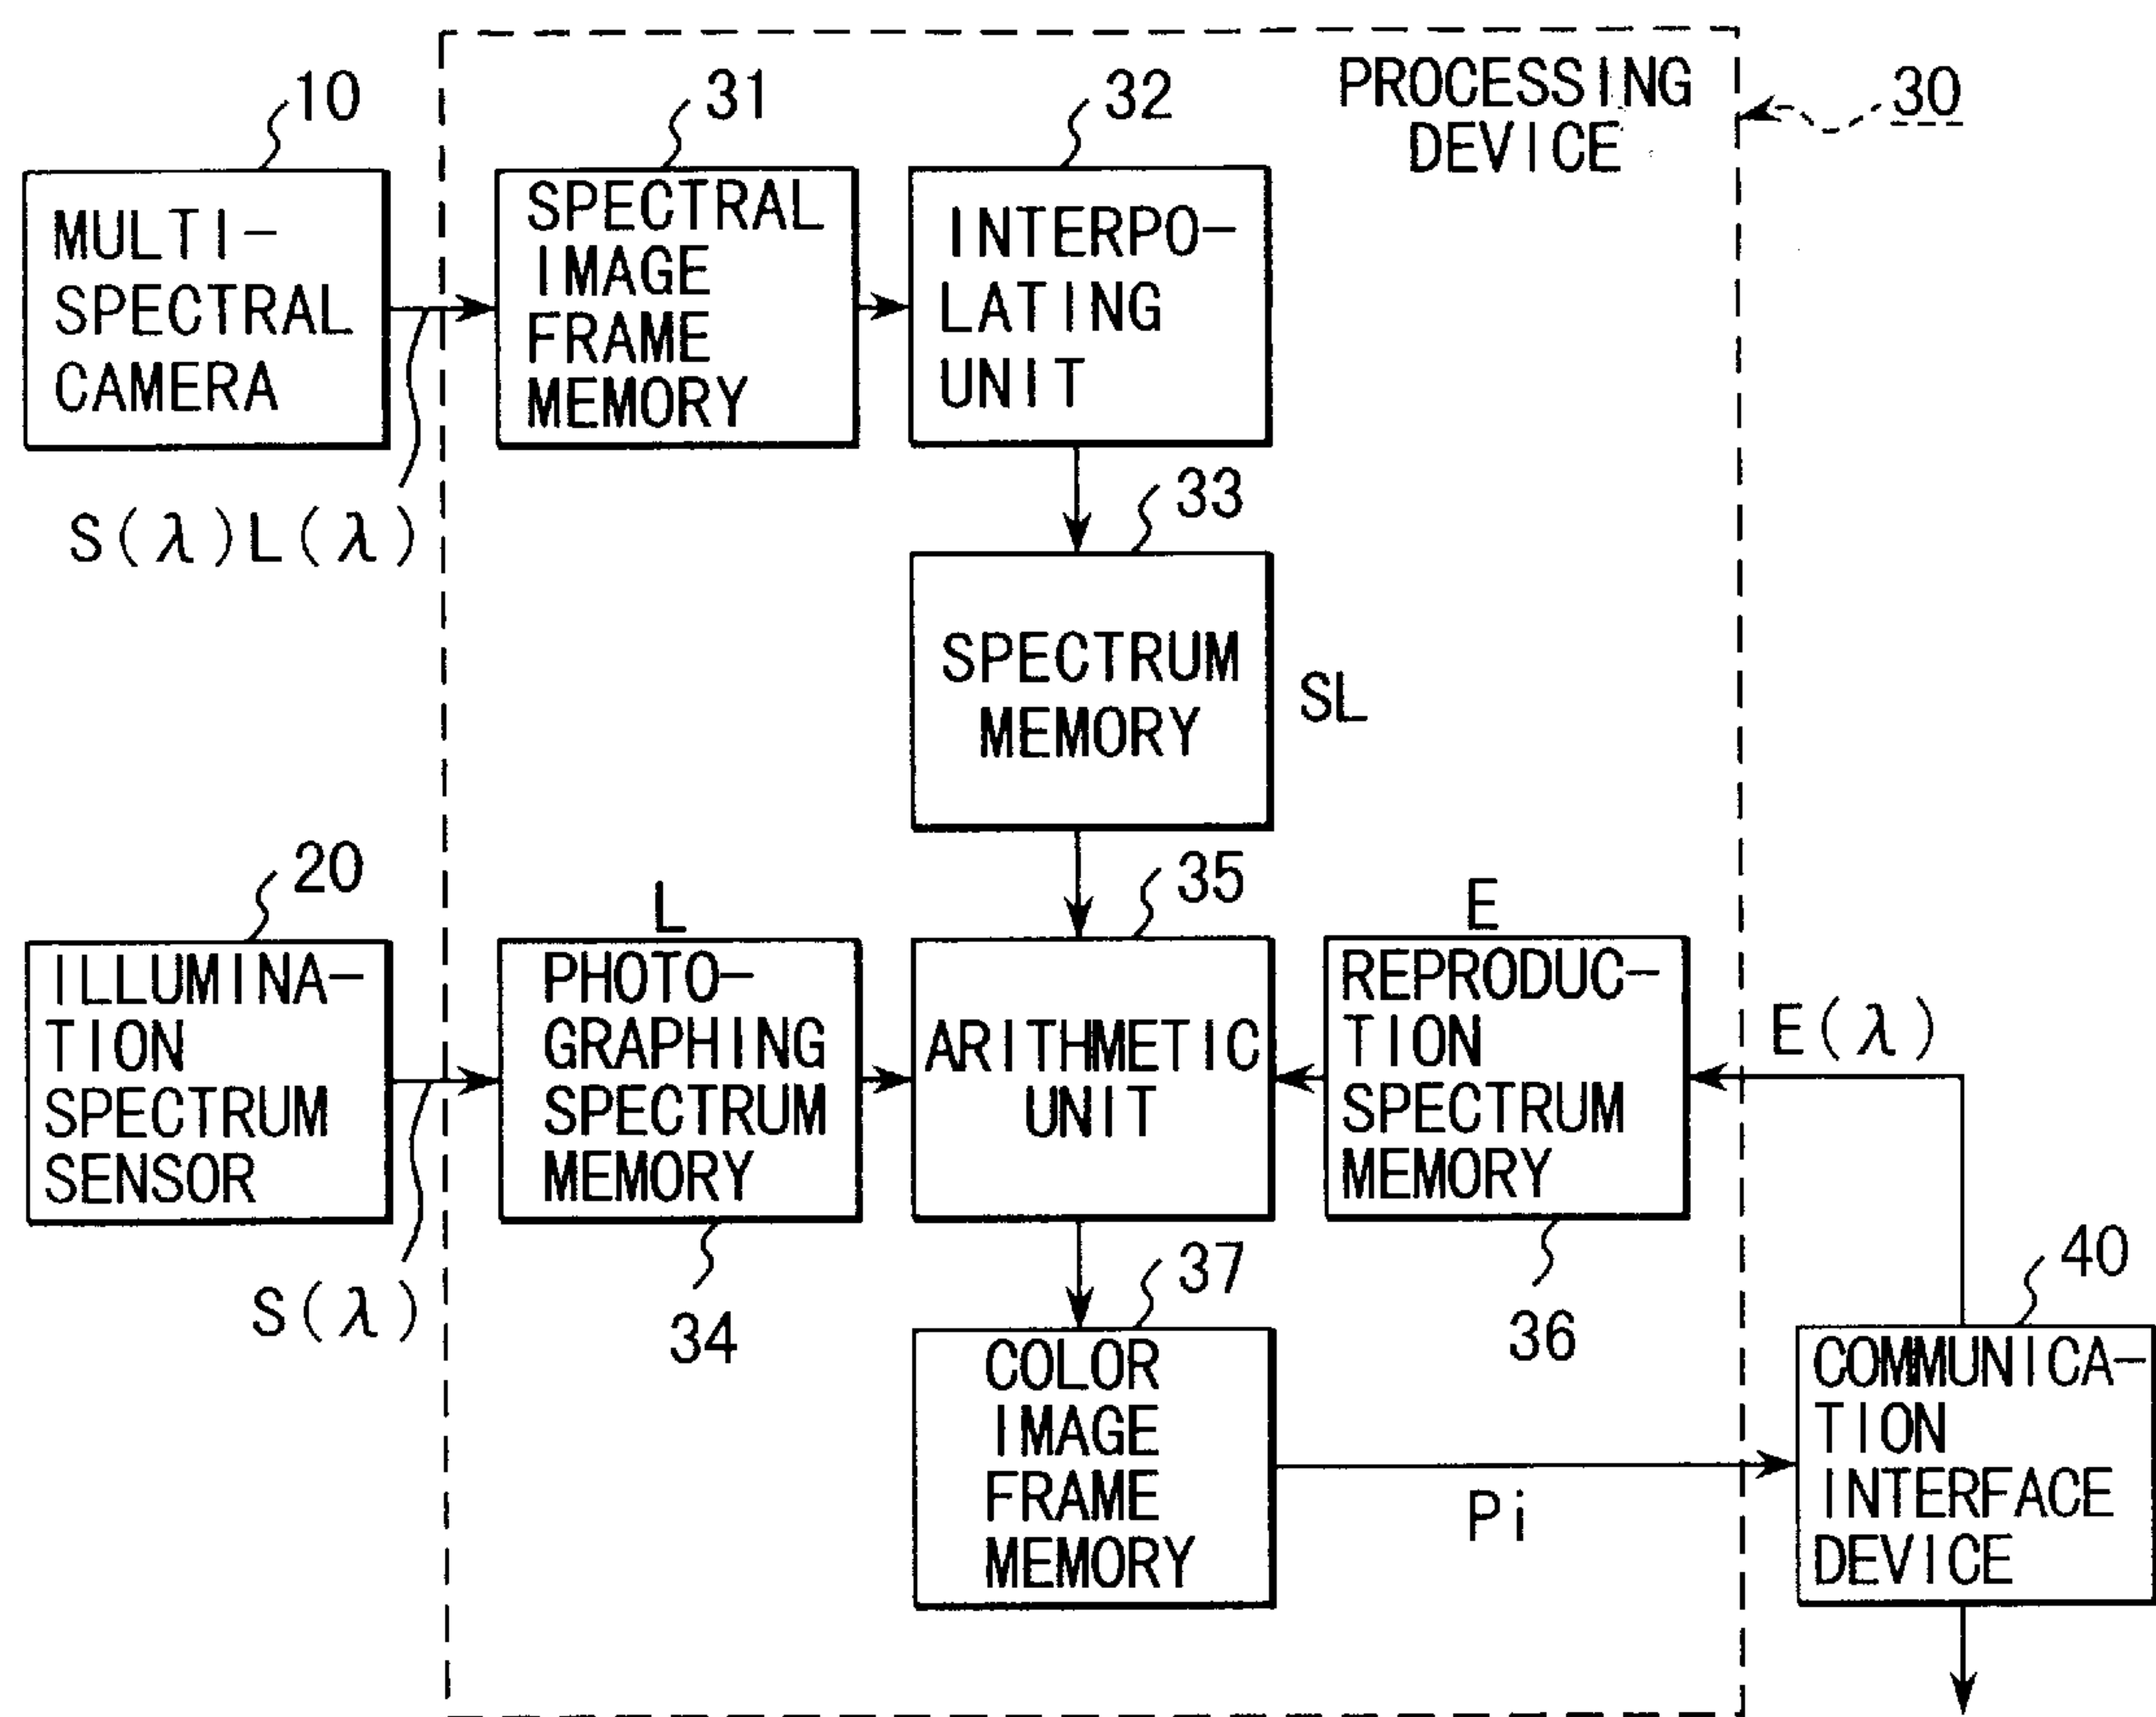 PROCESSING
DEVICE
30
10
MULTI-
SPECTRAL
CAMERA
S(λ)L(λ)
31
SPECTRAL
IMAGE
FRAME
MEMORY
32
INTERPO-
LATING
UNIT
33
SPECTRUM
MEMORY
SL
20
ILLUMINA-
TION
SPECTRUM
SENSOR
S(λ)
L
PHOTO-
GRAPHING
SPECTRUM
MEMORY
34
35
ARITHMETIC
UNIT
E
REPRODUC-
TION
SPECTRUM
MEMORY
36
E(λ)
37
COLOR
IMAGE
FRAME
MEMORY
Pi
40
COMMUNICA-
TION
INTERFACE
DEVICE